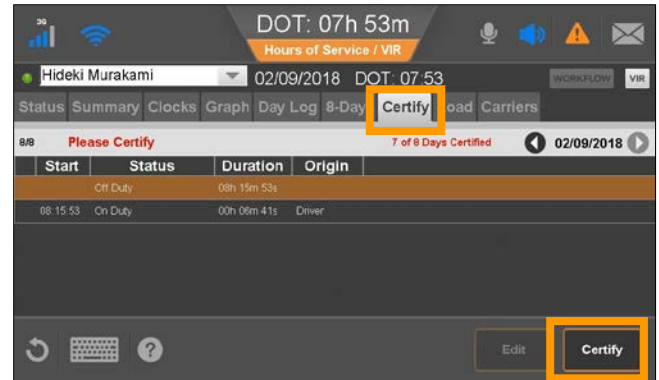 3G
DOT: 07h 53m
Hours of Service / VIR
Hideki Murakami 02/09/2018 DOT: 07:53 WORKFLOW VIR
Status Summary Clocks Graph Day Log 8-Day Certify oad Carriers
8/8 Please Certify 7 of 8 Days Certified 02/09/2018
Start Status Duration Origin
Off Duty 08h 15m 53s
08:15:53 On Duty 00h 06m 41s Driver
? Edit Certify